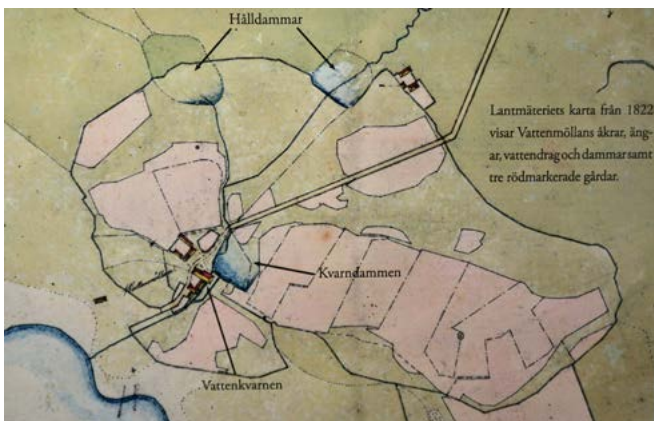 Hålldammar
Lantmäteriets karta från 1822
visar Vattenmöllans åkrar, äng-
ar, vattendrag och dammar samt
tre rödmarkerade gårdar.
Kvarndammen
Vattenkvarnen